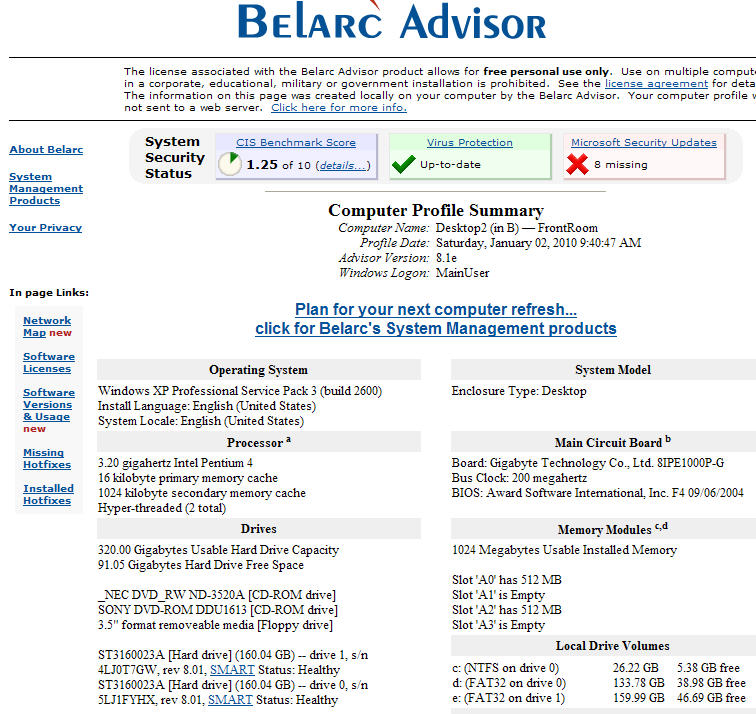 BELARC ADVISOR
The license associated with the Belarc Advisor product allows for free personal use only. Use on multiple
in a corporate, educational, military or government installation is prohibited. See the license agreement for
The information on this page was created locally on your computer by the Belarc Advisor. Your computer profile
not sent to a web server. Click here for more info.
About Belarc
System
Management
Products
Your Privacy
In page Links:
Network
Map new
Software
Licenses
Software
Versions
& Usage
new
Missing
Hotfixes
Installed
Hotfixes
System
Security
Status
CIS Benchmark Score
1.25 of 10 (details...)
Virus Protection
Up-to-date
Microsoft Security Updates
8 missing
Computer Profile Summary
Computer Name: Desktop2 (in B) — FrontRoom
Profile Date: Saturday, January 02, 2010 9:40:47 AM
Advisor Version: 8.1e
Windows Logon: MainUser
Plan for your next computer refresh...
click for Belarc's System Management products
Operating System
Windows XP Professional Service Pack 3 (build 2600)
Install Language: English (United States)
System Locale: English (United States)
System Model
Enclosure Type: Desktop
Processor a
3.20 gigahertz Intel Pentium 4
16 kilobyte primary memory cache
1024 kilobyte secondary memory cache
Hyper-threaded (2 total)
Main Circuit Board b
Board: Gigabyte Technology Co., Ltd. 8IPE1000P-G
Bus Clock: 200 megahertz
BIOS: Award Software International, Inc. F4 09/06/2004
Drives
320.00 Gigabytes Usable Hard Drive Capacity
91.05 Gigabytes Hard Drive Free Space
_NEC DVD_RW ND-3520A [CD-ROM drive]
SONY DVD-ROM DDU1613 [CD-ROM drive]
3.5" format removeable media [Floppy drive]
ST3160023A [Hard drive] (160.04 GB) -- drive 1, s/n
4LJ0T7GW, rev 8.01, SMART Status: Healthy
ST3160023A [Hard drive] (160.04 GB) -- drive 0, s/n
5LJ1FYHX, rev 8.01, SMART Status: Healthy
Memory Modules c,d
1024 Megabytes Usable Installed Memory
Slot 'A0' has 512 MB
Slot 'A1' is Empty
Slot 'A2' has 512 MB
Slot 'A3' is Empty
Local Drive Volumes
c: (NTFS on drive 0) 26.22 GB 5.38 GB free
d: (FAT32 on drive 0) 133.78 GB 38.98 GB free
e: (FAT32 on drive 1) 159.99 GB 46.69 GB free